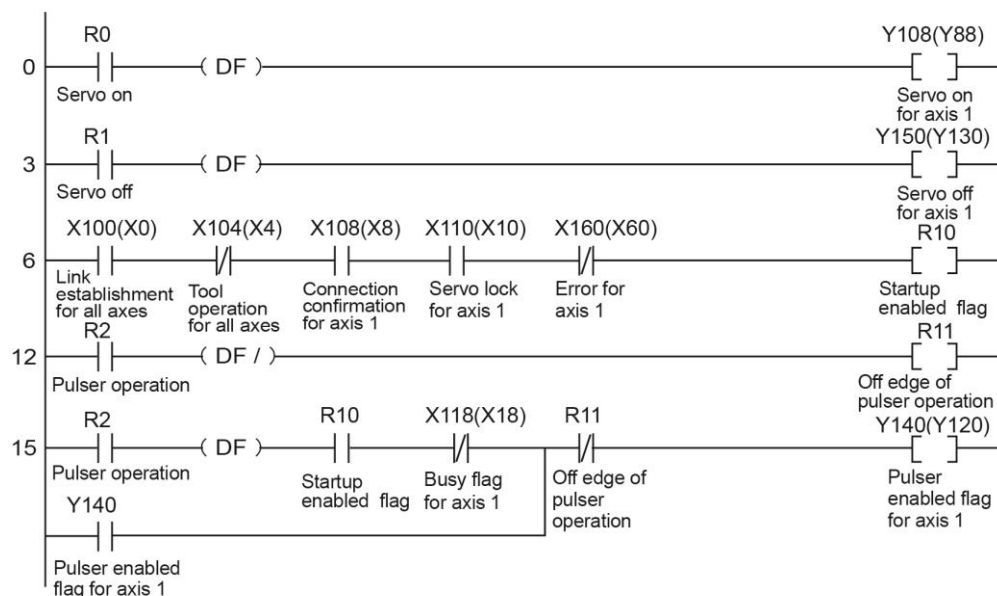 R0
Y108(Y88)
0
( DF )
Servo on
Servo on
for axis 1
R1
Y150(Y130)
3
( DF )
Servo off
Servo off
for axis 1
X100(X0)
X104(X4)
X108(X8)
X110(X10)
X160(X60)
R10
6
Link
establishment
for all axes
Tool
operation
for all axes
Connection
confirmation
for axis 1
Servo lock
for axis 1
Error for
axis 1
Startup
enabled flag
R2
R11
12
( DF / )
Pulser operation
Off edge of
pulser operation
R2
R10
X118(X18)
R11
Y140(Y120)
15
( DF )
Pulser operation
Startup
enabled flag
Busy flag
for axis 1
Off edge of
pulser
operation
Pulser
enabled flag
for axis 1
Y140
Pulser enabled
flag for axis 1